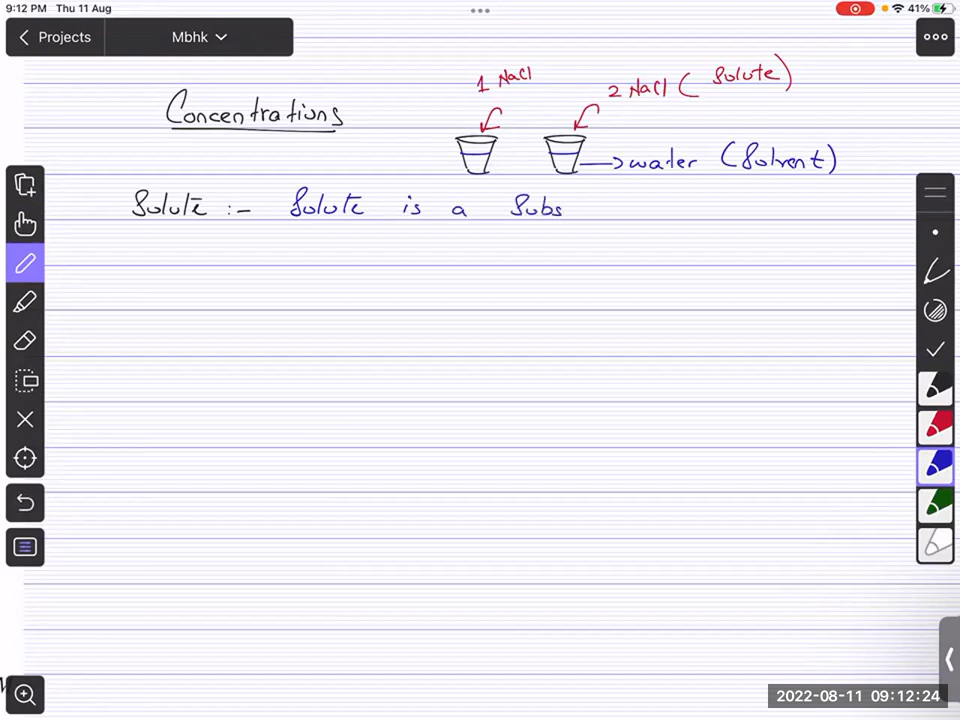 9:12 PM Thu 11 Aug
41%
Projects
Mbhk
1 NaCl
2 NaCl (Solute)
Concentrations
water (Solvent)
Solute :- Solute is a Subs
2022-08-11 09:12:24